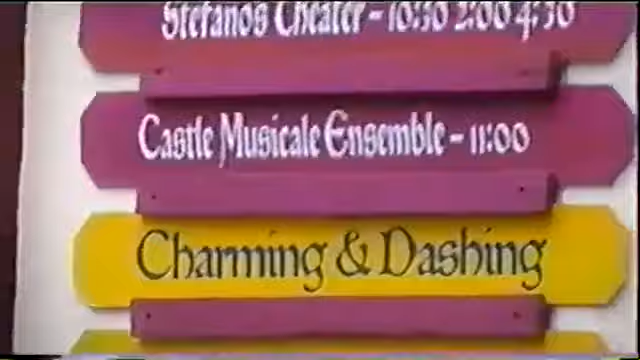 Stefanos Theater - 10:30 2:00 4:30
Castle Musicale Ensemble - 11:00
Charming & Dashing